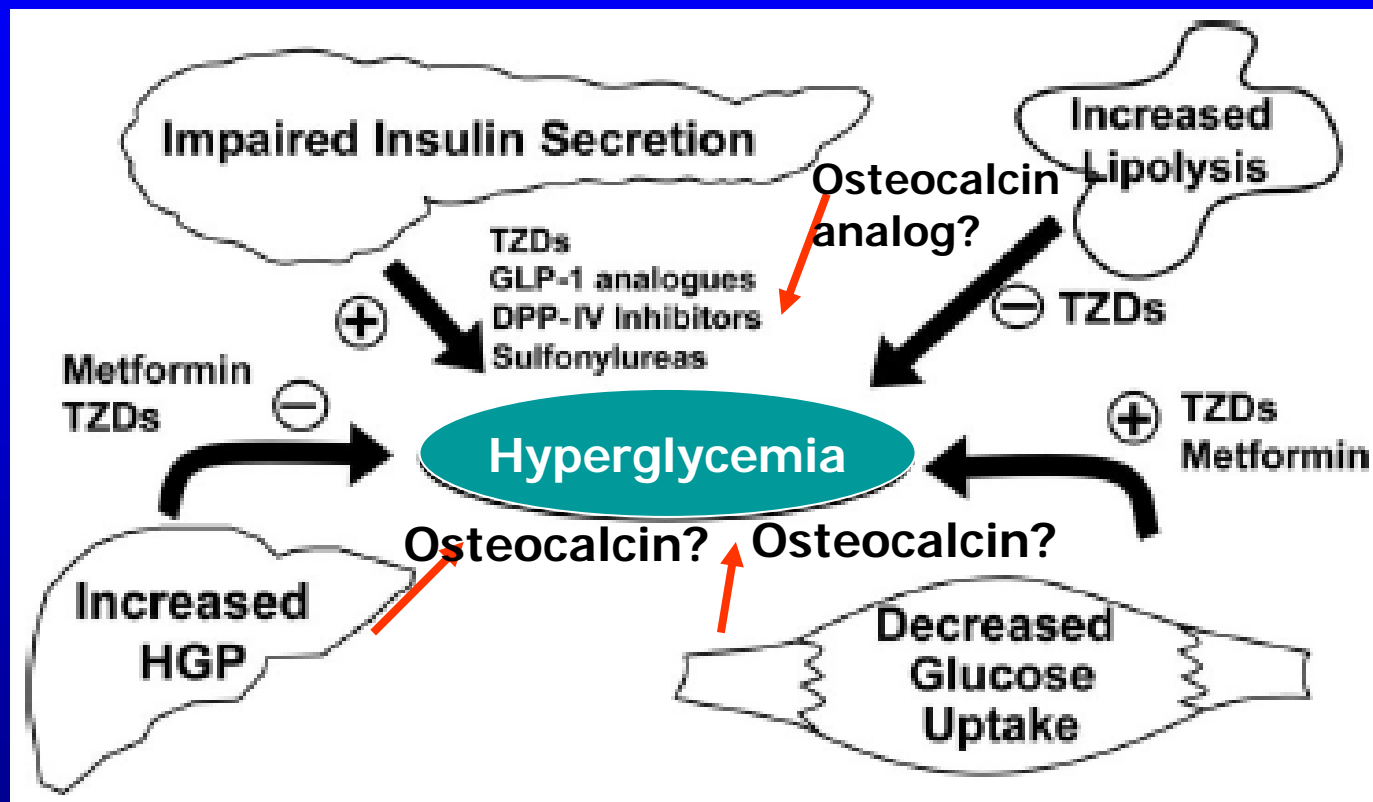 Impaired Insulin Secretion
Increased
Lipolysis
Osteocalcin
analog?
TZDs
GLP-1 analogues
DPP-IV Inhibitors
Sulfonylureas
+
− TZDs
Metformin
TZDs
−
+
TZDs
Metformin
Hyperglycemia
Osteocalcin?
Osteocalcin?
Increased
HGP
Decreased
Glucose
Uptake